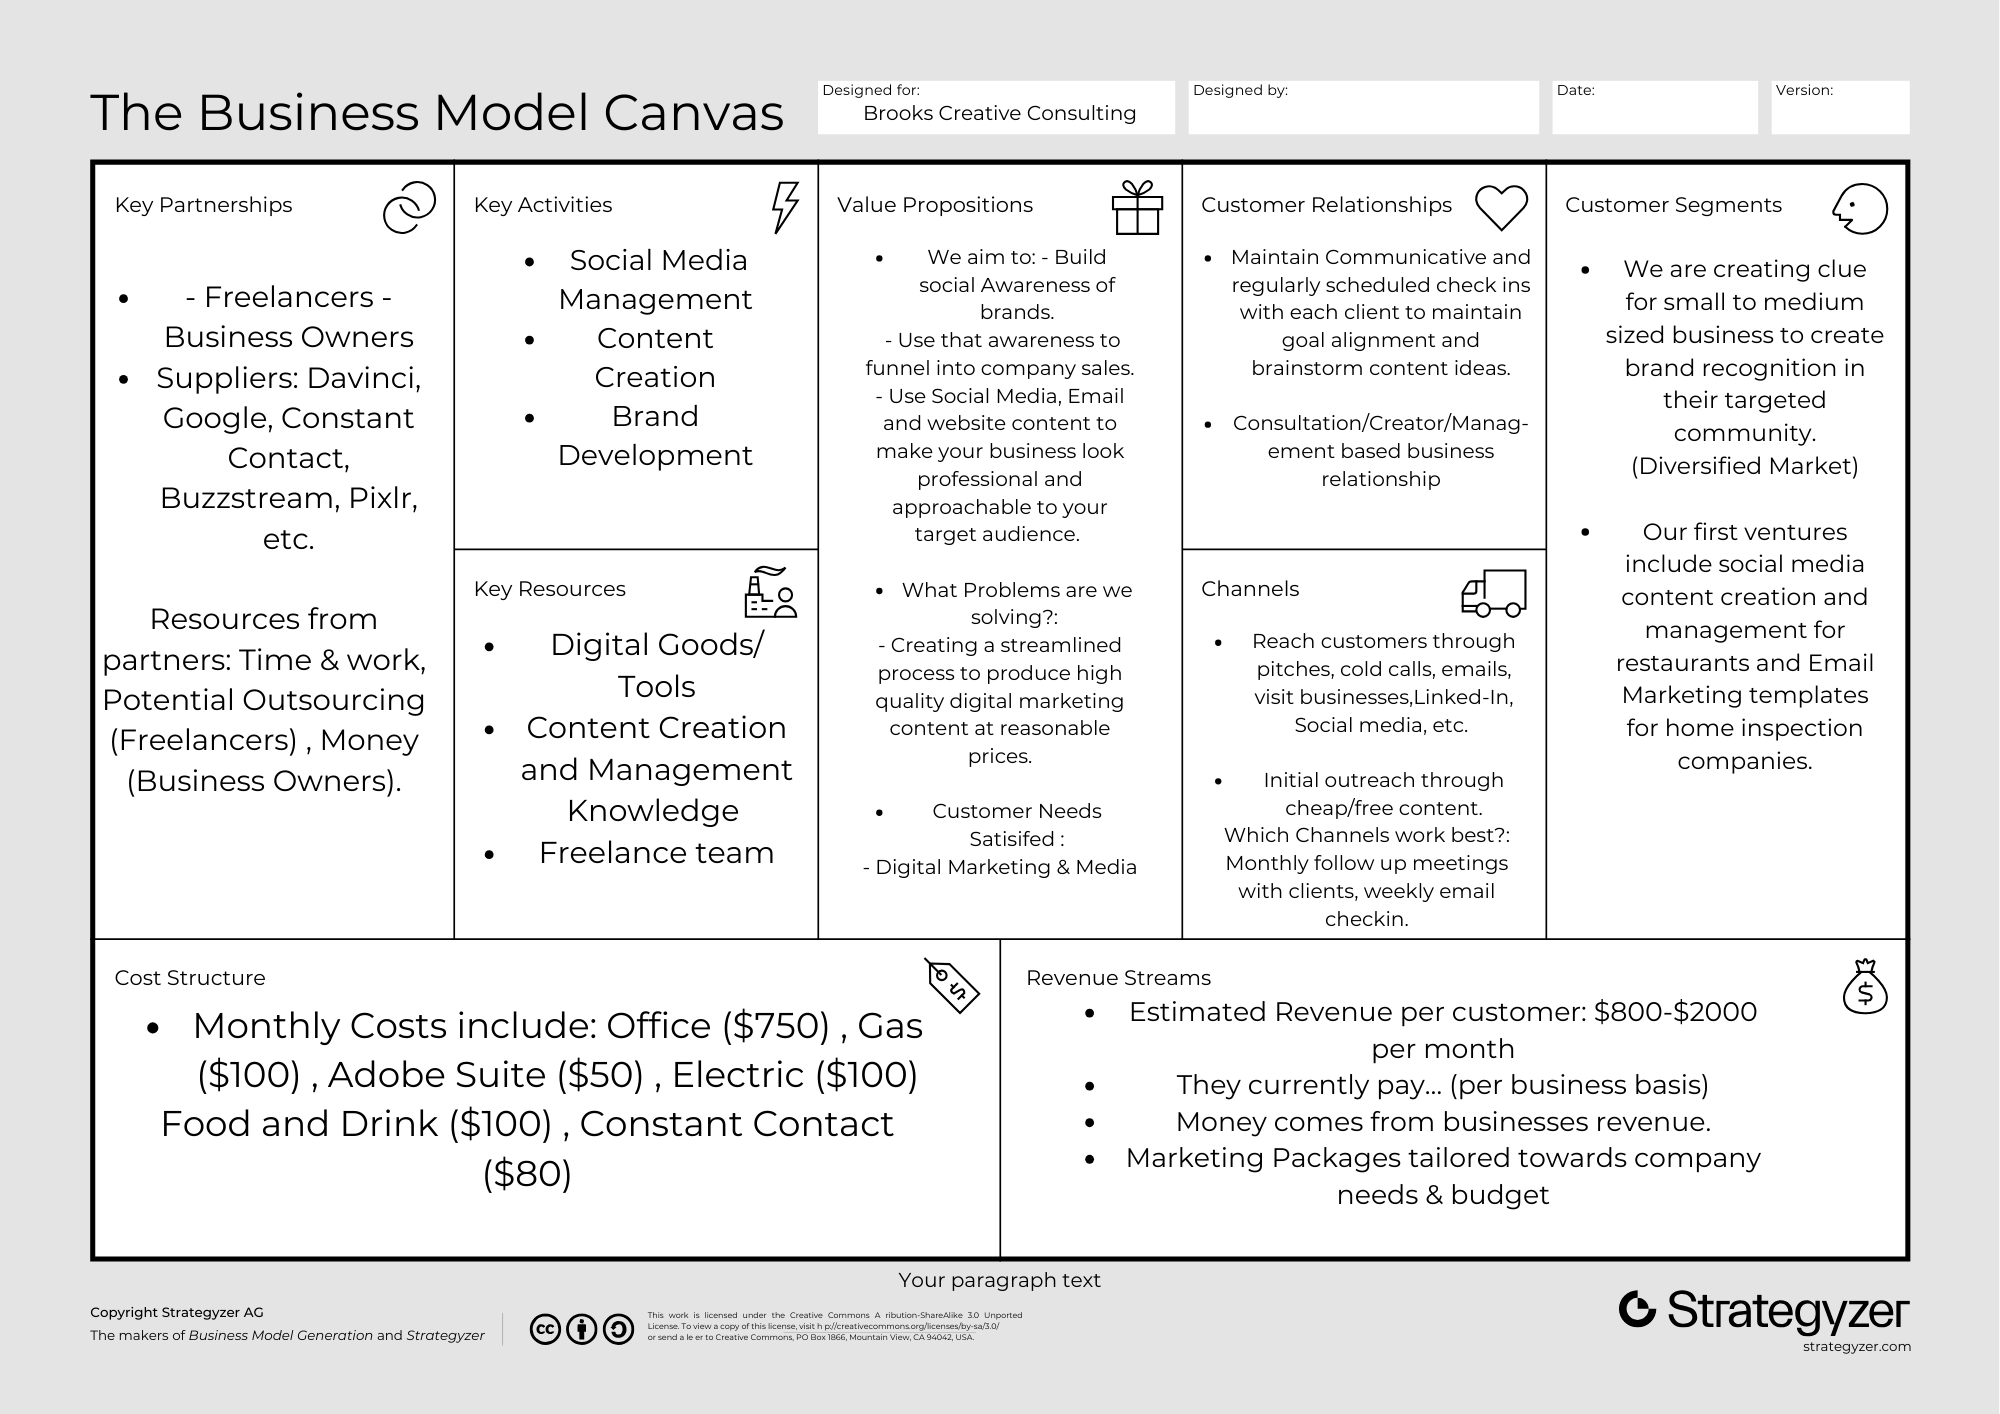 The Business Model Canvas
Designed for:
Brooks Creative Consulting
Designed by:
Date:
Version:
Key Partnerships
• - Freelancers -
Business Owners
• Suppliers: Davinci,
Google, Constant
Contact,
Buzzstream, Pixlr,
etc.
Resources from
partners: Time & work,
Potential Outsourcing
(Freelancers) , Money
(Business Owners).
Key Activities
• Social Media
Management
• Content
Creation
• Brand
Development
Key Resources
• Digital Goods/
Tools
• Content Creation
and Management
Knowledge
• Freelance team
Value Propositions
• We aim to: - Build
social Awareness of
brands.
- Use that awareness to
funnel into company sales.
- Use Social Media, Email
and website content to
make your business look
professional and
approachable to your
target audience.
• What Problems are we
solving?:
- Creating a streamlined
process to produce high
quality digital marketing
content at reasonable
prices.
• Customer Needs
Satisifed :
- Digital Marketing & Media
Customer Relationships
• Maintain Communicative and
regularly scheduled check ins
with each client to maintain
goal alignment and
brainstorm content ideas.
• Consultation/Creator/Manag-
ement based business
relationship
Channels
• Reach customers through
pitches, cold calls, emails,
visit businesses,Linked-In,
Social media, etc.
• Initial outreach through
cheap/free content.
Which Channels work best?:
Monthly follow up meetings
with clients, weekly email
checkin.
Customer Segments
• We are creating clue
for small to medium
sized business to create
brand recognition in
their targeted
community.
(Diversified Market)
• Our first ventures
include social media
content creation and
management for
restaurants and Email
Marketing templates
for home inspection
companies.
Cost Structure
• Monthly Costs include: Office ($750) , Gas
($100) , Adobe Suite ($50) , Electric ($100)
Food and Drink ($100) , Constant Contact
($80)
Revenue Streams
• Estimated Revenue per customer: $800-$2000
per month
• They currently pay... (per business basis)
• Money comes from businesses revenue.
• Marketing Packages tailored towards company
needs & budget
Your paragraph text
Copyright Strategyzer AG
The makers of Business Model Generation and Strategyzer
cc
This work is licensed under the Creative Commons A ribution-ShareAlike 3.0 Unported
License. To view a copy of this license, visit h p://creativecommons.org/licenses/by-sa/3.0/
or send a le er to Creative Commons, PO Box 1866, Mountain View, CA 94042, USA.
Strategyzer
strategyzer.com